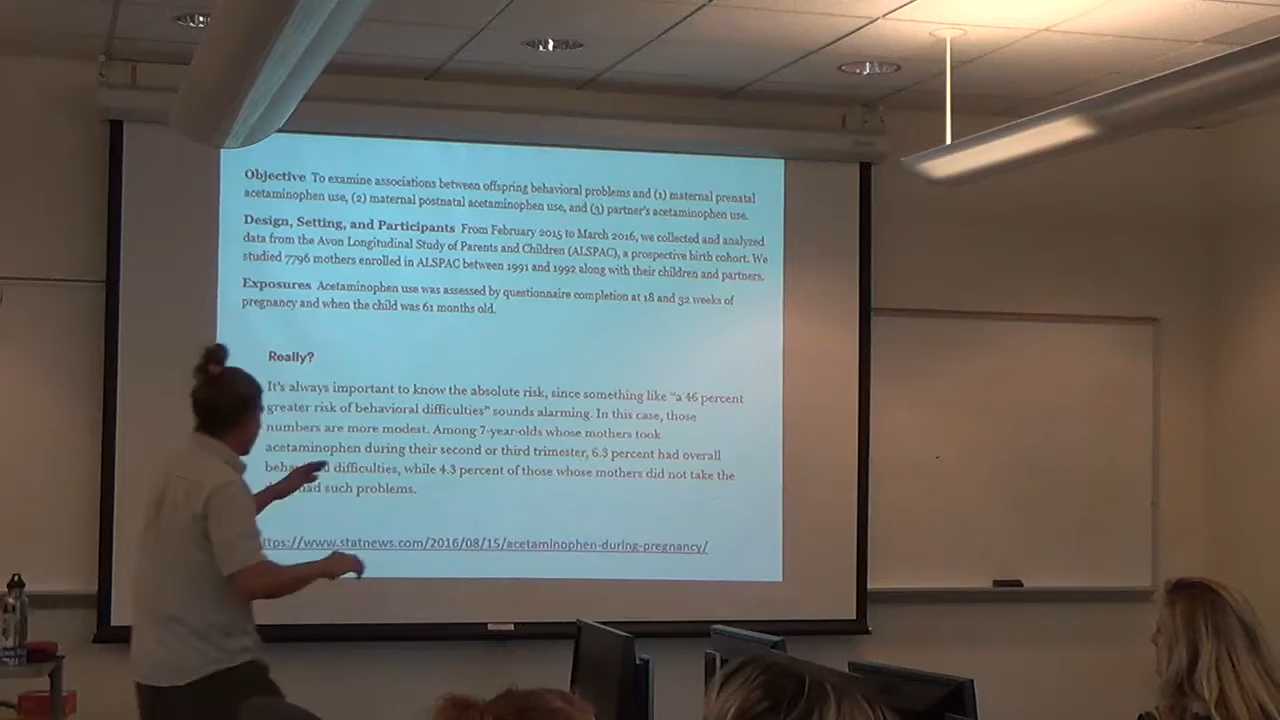 Objective To examine associations between offspring behavioral problems and (1) maternal prenatal
acetaminophen use, (2) maternal postnatal acetaminophen use, and (3) partner's acetaminophen use.
Design, Setting, and Participants From February 2015 to March 2016, we collected and analyzed
data from the Avon Longitudinal Study of Parents and Children (ALSPAC), a prospective birth cohort. We
studied 7796 mothers enrolled in ALSPAC between 1991 and 1992 along with their children and partners.
Exposures Acetaminophen use was assessed by questionnaire completion at 18 and 32 weeks of
pregnancy and when the child was 61 months old.
Really?
It's always important to know the absolute risk, since something like "a 46 percent
greater risk of behavioral difficulties" sounds alarming. In this case, those
numbers are more modest. Among 7-year-olds whose mothers took
acetaminophen during their second or third trimester, 6.3 percent had overall
difficulties, while 4.3 percent of those whose mothers did not take the
had such problems.
ttps://www.statnews.com/2016/08/15/acetaminophen-during-pregnancy/